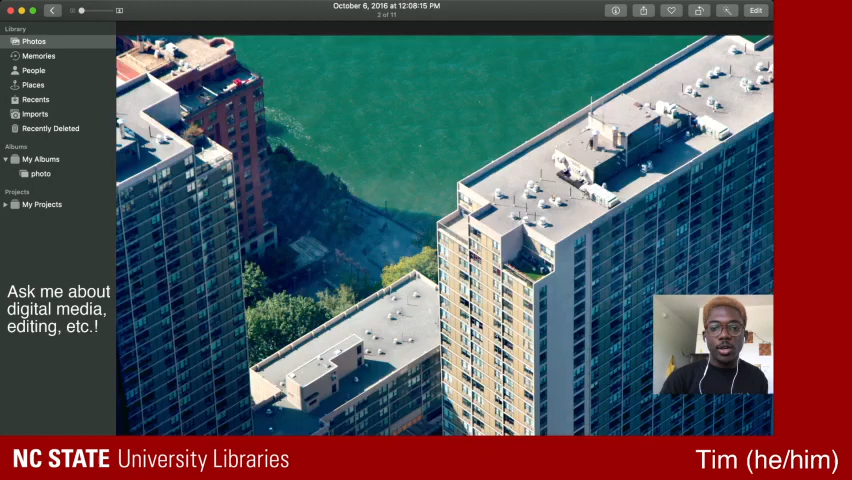 October 6, 2016 at 12:08:15 PM
2 of 11
Edit
Library
Photos
Memories
People
Places
Recents
Imports
Recently Deleted
Albums
My Albums
photo
Projects
My Projects
Ask me about
digital media,
editing, etc.!
NC STATE University Libraries
Tim (he/him)